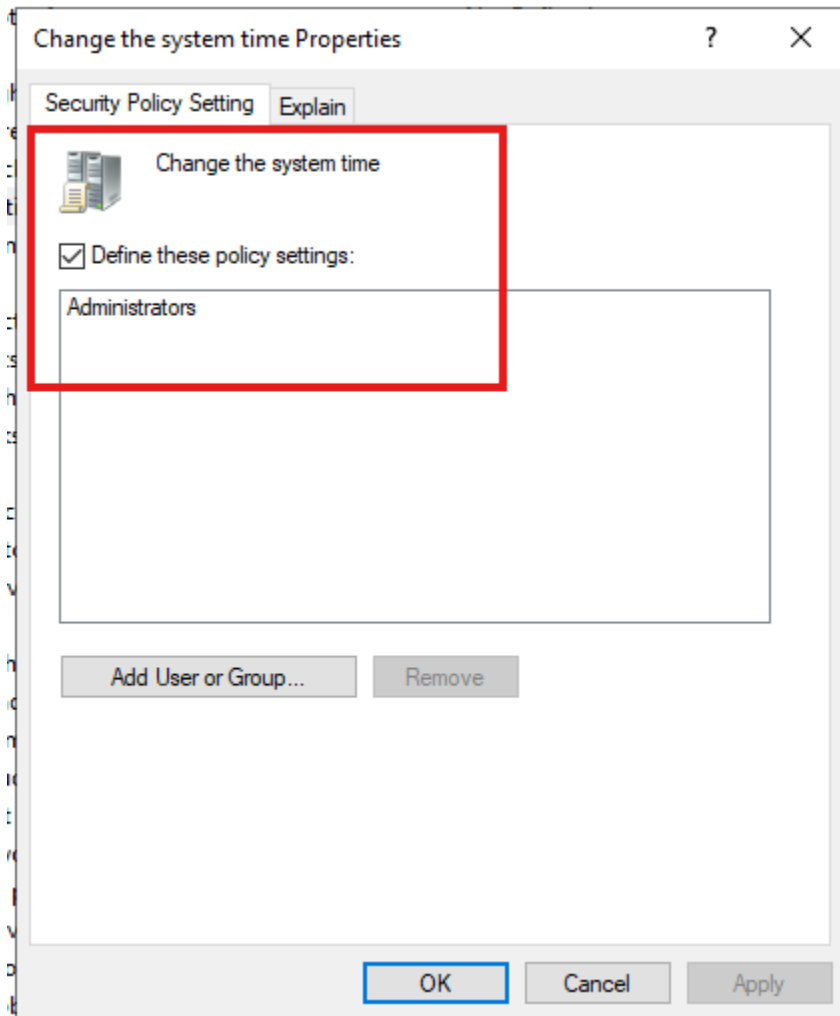 Change the system time Properties
?
Security Policy Setting
Explain
Change the system time
Define these policy settings:
Administrators
Add User or Group...
Remove
OK
Cancel
Apply